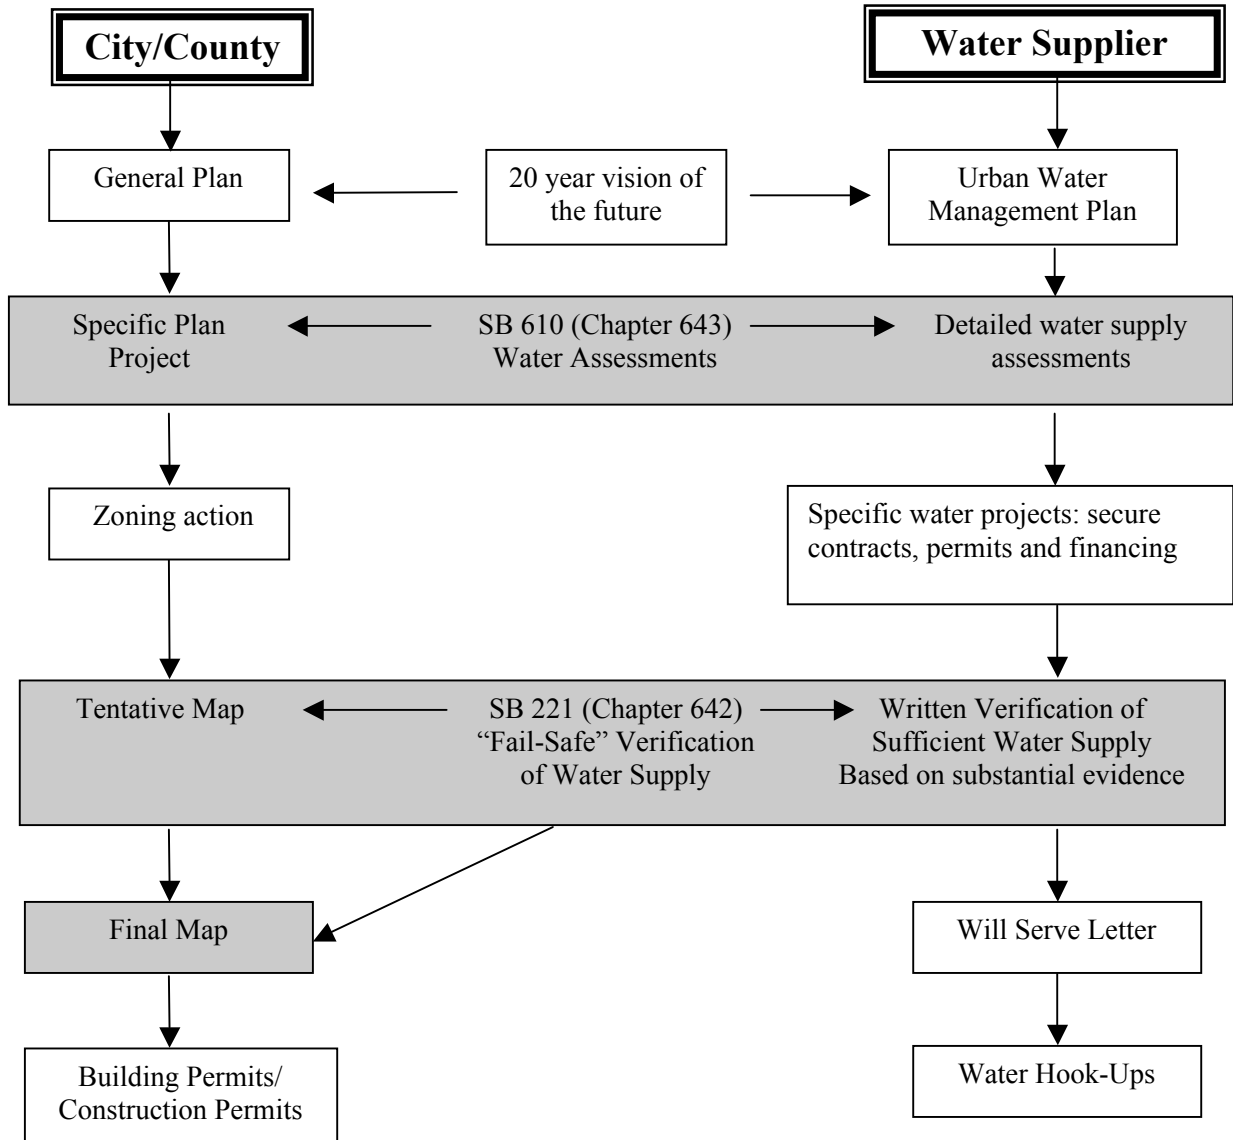 City/County
Water Supplier
General Plan
20 year vision of
the future
Urban Water
Management Plan
Specific Plan
Project
SB 610 (Chapter 643)
Water Assessments
Detailed water supply
assessments
Zoning action
Specific water projects: secure
contracts, permits and financing
Tentative Map
SB 221 (Chapter 642)
“Fail-Safe” Verification
of Water Supply
Written Verification of
Sufficient Water Supply
Based on substantial evidence
Final Map
Will Serve Letter
Building Permits/
Construction Permits
Water Hook-Ups